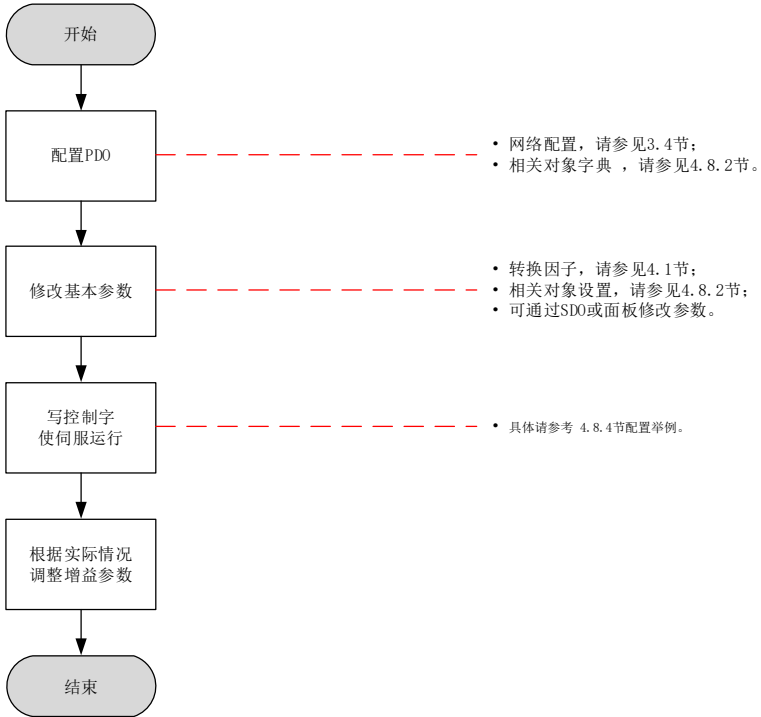 开始
配置PDO
• 网络配置，请参见3.4节；
• 相关对象字典 ，请参见4.8.2节。
修改基本参数
• 转换因子，请参见4.1节；
• 相关对象设置，请参见4.8.2节；
• 可通过SDO或面板修改参数。
写控制字
使伺服运行
• 具体请参考 4.8.4节配置举例。
根据实际情况
调整增益参数
结束